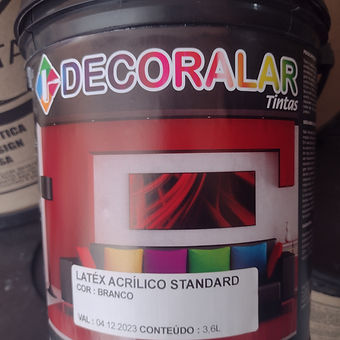 DECORALAR
Tintas
LATÉX ACRÍLICO STANDARD
COR : BRANCO
VAL : 04.12.2023 CONTEÚDO : 3,6L